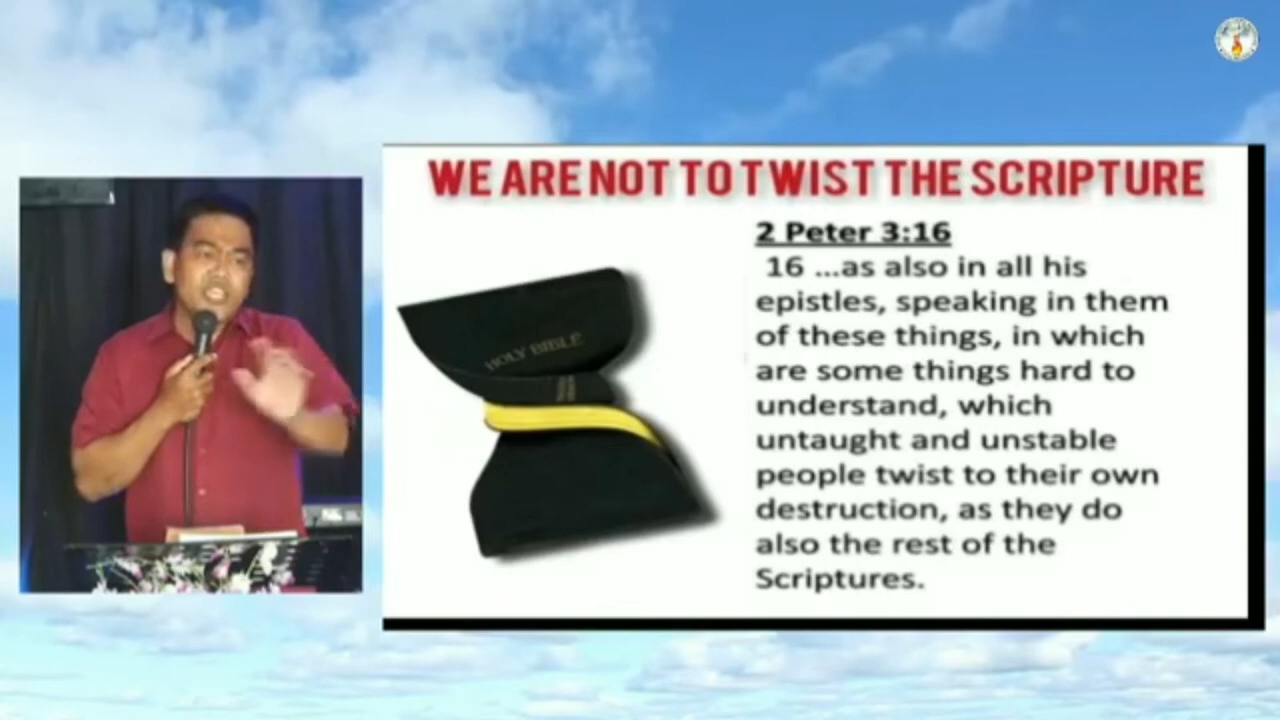 WE ARE NOT TO TWIST THE SCRIPTURE
2 Peter 3:16
16 ...as also in all his
epistles, speaking in them
of these things, in which
are some things hard to
understand, which
untaught and unstable
people twist to their own
destruction, as they do
also the rest of the
Scriptures.
HOLY BIBLE